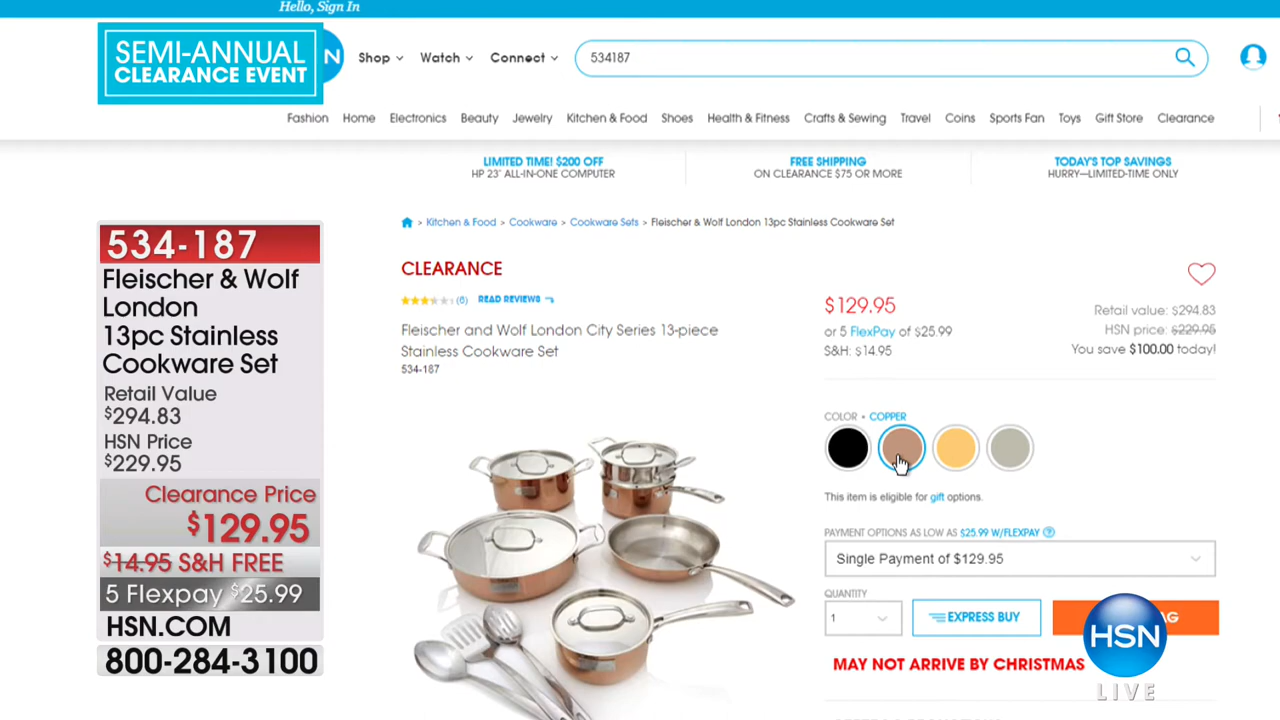 Hello, Sign In
SEMI-ANNUAL
CLEARANCE EVENT
N
Shop
Watch
Connect
534187
Fashion
Home
Electronics
Beauty
Jewelry
Kitchen & Food
Shoes
Health & Fitness
Crafts & Sewing
Travel
Coins
Sports Fan
Toys
Gift Store
Clearance
LIMITED TIME! $200 OFF
HP 23" ALL-IN-ONE COMPUTER
FREE SHIPPING
ON CLEARANCE $75 OR MORE
TODAY'S TOP SAVINGS
HURRY—LIMITED-TIME ONLY
534-187
Fleischer & Wolf
London
13pc Stainless
Cookware Set
Retail Value
$294.83
HSN Price
$229.95
Clearance Price
$129.95
$14.95 S&H FREE
5 Flexpay $25.99
HSN.COM
800-284-3100
> Kitchen & Food > Cookware > Cookware Sets > Fleischer & Wolf London 13pc Stainless Cookware Set
CLEARANCE
(6) READ REVIEWS
Fleischer and Wolf London City Series 13-piece
Stainless Cookware Set
534-187
$129.95
or 5 FlexPay of $25.99
S&H: $14.95
Retail value: $294.83
HSN price: $229.95
You save $100.00 today!
COLOR • COPPER
This item is eligible for gift options.
PAYMENT OPTIONS AS LOW AS $25.99 W/FLEXPAY ?
Single Payment of $129.95
QUANTITY
1
EXPRESS BUY
AG
MAY NOT ARRIVE BY CHRISTMAS
HSN
LIVE